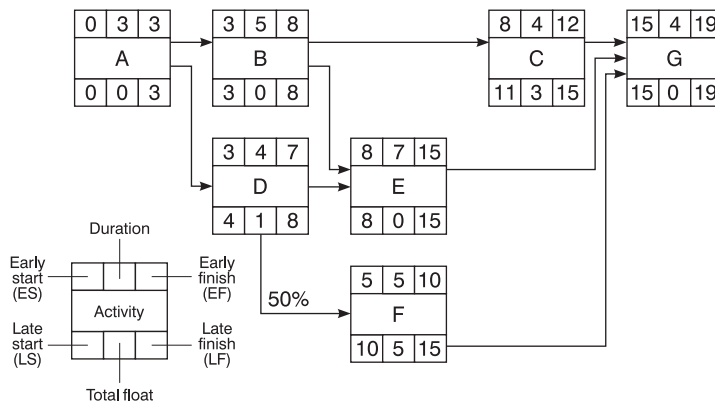 0 3 3
3 5 8
8 4 12
15 4 19
A
B
C
G
0 0 3
3 0 8
11 3 15
15 0 19
3 4 7
8 7 15
D
E
4 1 8
8 0 15
Duration
Early
start
(ES)
Early
finish
(EF)
5 5 10
50%
Activity
F
Late
start
(LS)
Late
finish
(LF)
10 5 15
Total float